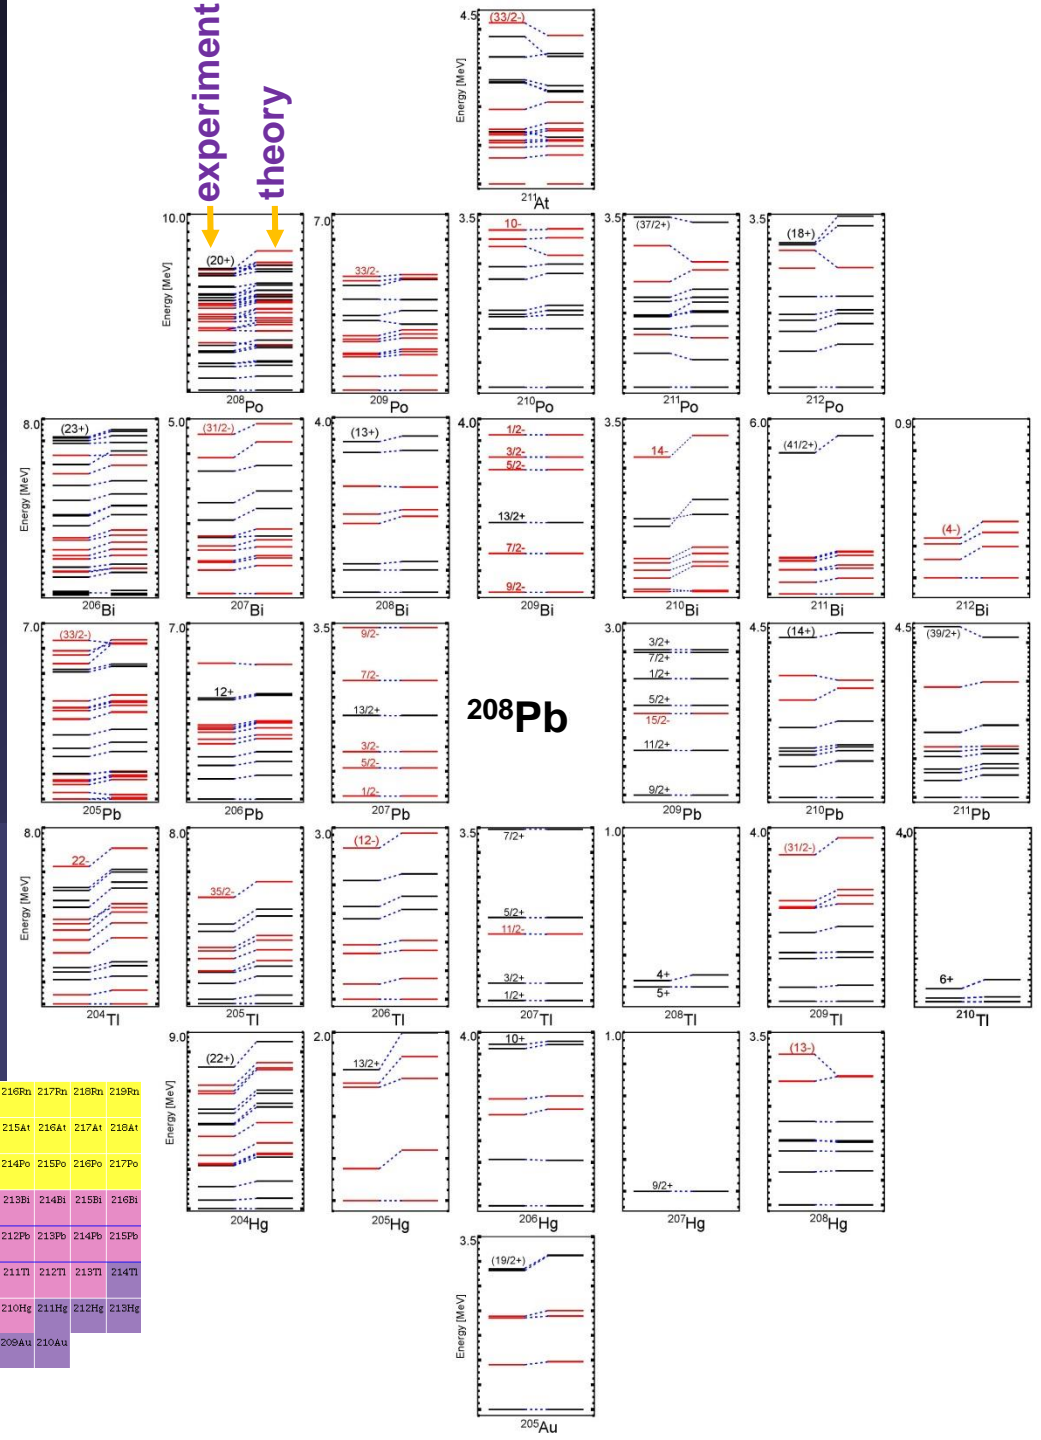 experiment
theory
4.5
Energy [MeV]
(33/2-)
211At
10.0
Energy [MeV]
(20+)
208Po
7.0
33/2-
209Po
3.5
10-
210Po
(37/2+)
211Po
3.5
(18+)
212Po
8.0
Energy [MeV]
(23+)
206Bi
5.0
(31/2-)
207Bi
4.0
(13+)
208Bi
4.0
1/2-
3/2-
5/2-
13/2+
7/2-
9/2-
209Bi
3.5
14-
210Bi
6.0
(41/2+)
211Bi
0.9
(4-)
212Bi
7.0
(33/2-)
205Pb
7.0
12+
206Pb
3.5
9/2-
7/2-
13/2+
3/2-
5/2-
1/2-
207Pb
208Pb
3.0
3/2+
7/2+
1/2+
5/2+
15/2-
11/2+
9/2+
209Pb
4.5
(14+)
210Pb
4.5
(39/2+)
211Pb
8.0
Energy [MeV]
22-
204Tl
8.0
35/2-
205Tl
3.0
(12-)
206Tl
3.5
7/2+
5/2+
11/2-
3/2+
1/2+
207Tl
1.0
4+
5+
208Tl
4.0
(31/2-)
209Tl
4.0
6+
210Tl
9.0
Energy [MeV]
(22+)
204Hg
2.0
13/2+
205Hg
4.0
10+
206Hg
1.0
9/2+
207Hg
3.5
(13-)
208Hg
3.5
Energy [MeV]
(19/2+)
205Au
216Rn 217Rn 218Rn 219Rn
215At 216At 217At 218At
214Po 215Po 216Po 217Po
213Bi 214Bi 215Bi 216Bi
212Pb 213Pb 214Pb 215Pb
211Tl 212Tl 213Tl 214Tl
210Hg 211Hg 212Hg 213Hg
209Au 210Au